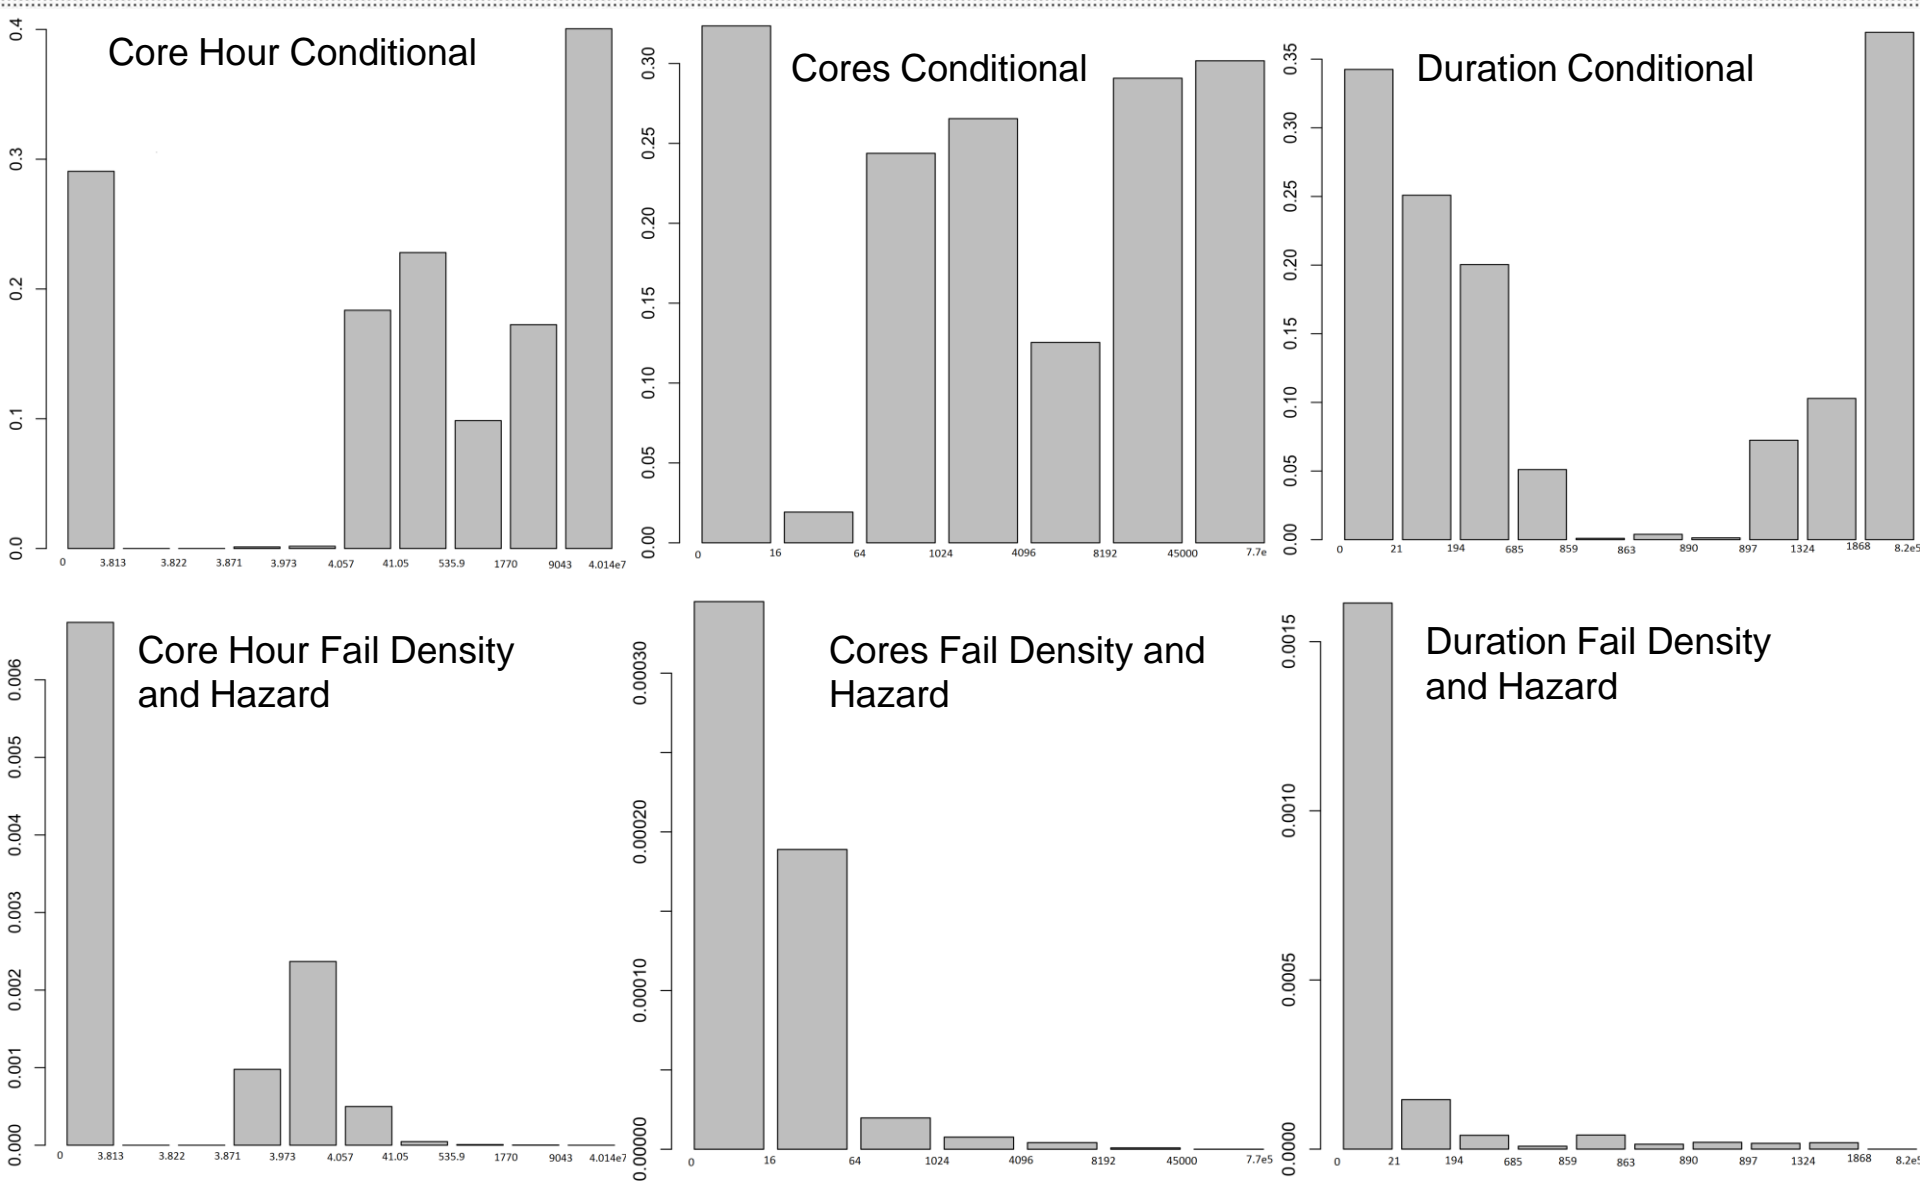 Core Hour Conditional
0.0 0.1 0.2 0.3 0.4
0 3.813 3.822 3.871 3.973 4.057 41.05 535.9 1770 9043 4.014e7
Cores Conditional
0.00 0.05 0.10 0.15 0.20 0.25 0.30
0 16 64 1024 4096 8192 45000 7.7e
Duration Conditional
0.00 0.05 0.10 0.15 0.20 0.25 0.30 0.35
0 21 194 685 859 863 890 897 1324 1868 8.2e5
Core Hour Fail Density
and Hazard
0.000 0.001 0.002 0.003 0.004 0.005 0.006
0 3.813 3.822 3.871 3.973 4.057 41.05 535.9 1770 9043 4.014e7
Cores Fail Density and
Hazard
0.00000 0.00010 0.00020 0.00030
0 16 64 1024 4096 8192 45000 7.7e5
Duration Fail Density
and Hazard
0.0000 0.0005 0.0010 0.0015
0 21 194 685 859 863 890 897 1324 1868 8.2e5